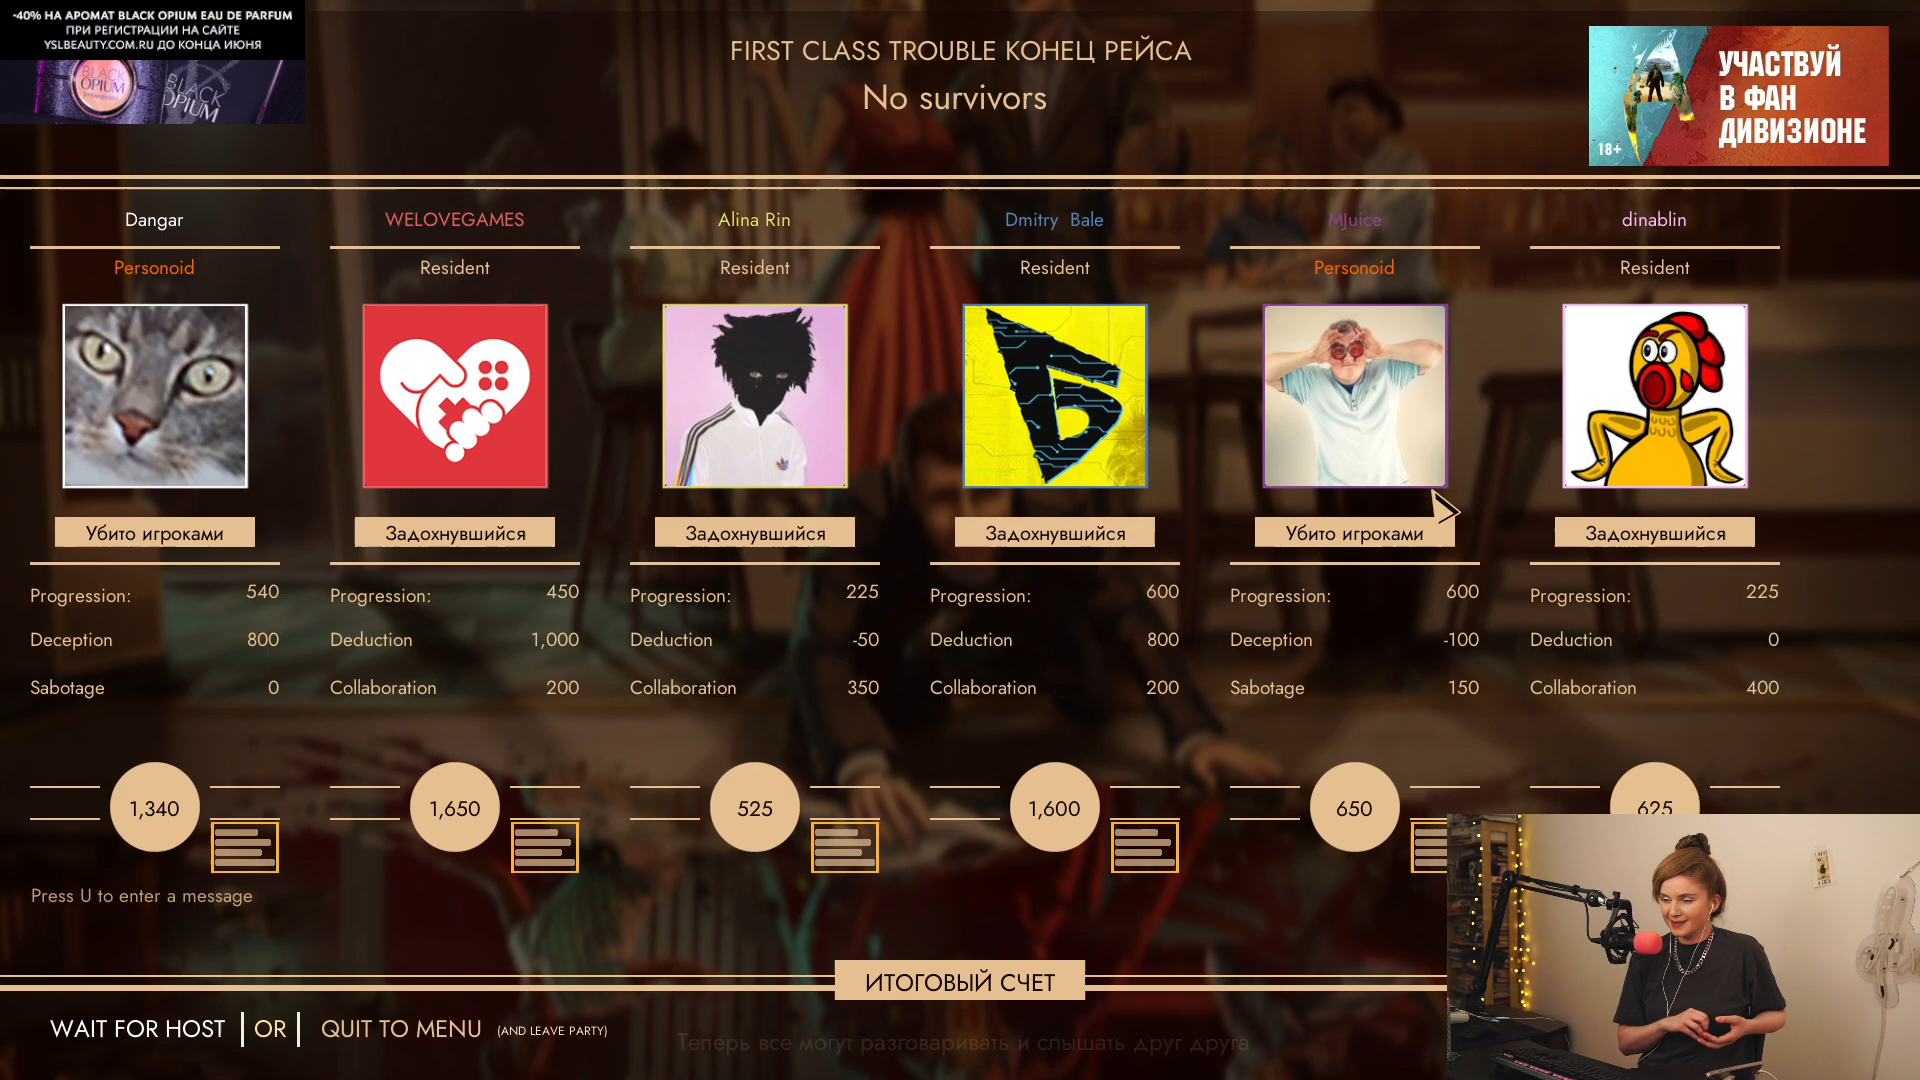 -40% НА АРОМАТ BLACK OPIUM EAU DE PARFUM
ПРИ РЕГИСТРАЦИИ НА САЙТЕ
YSLBEAUTY.COM.RU ДО КОНЦА ИЮНЯ
BLACK
OPIUM
BLACK
OPIUM
FIRST CLASS TROUBLE КОНЕЦ РЕЙСА
No survivors
УЧАСТВУЙ
В ФАН
ДИВИЗИОНЕ
18+
Dangar
Personoid
Убито игроками
Progression: 540
Deception 800
Sabotage 0
1,340
WELOVEGAMES
Resident
Задохнувшийся
Progression: 450
Deduction 1,000
Collaboration 200
1,650
Alina Rin
Resident
Задохнувшийся
Progression: 225
Deduction -50
Collaboration 350
525
Dmitry Bale
Resident
Задохнувшийся
Progression: 600
Deduction 800
Collaboration 200
1,600
MJuice
Personoid
Убито игроками
Progression: 600
Deception -100
Sabotage 150
650
dinablin
Resident
Задохнувшийся
Progression: 225
Deduction 0
Collaboration 400
625
Press U to enter a message
ИТОГОВЫЙ СЧЕТ
WAIT FOR HOST | OR | QUIT TO MENU (AND LEAVE PARTY)
Теперь все могут разговаривать и слышать друг друга